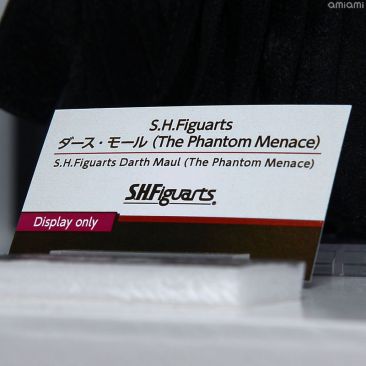 amiami
S.H.Figuarts
ダース・モール (The Phantom Menace)
S.H.Figuarts Darth Maul (The Phantom Menace)
S.H.Figuarts®
Display only